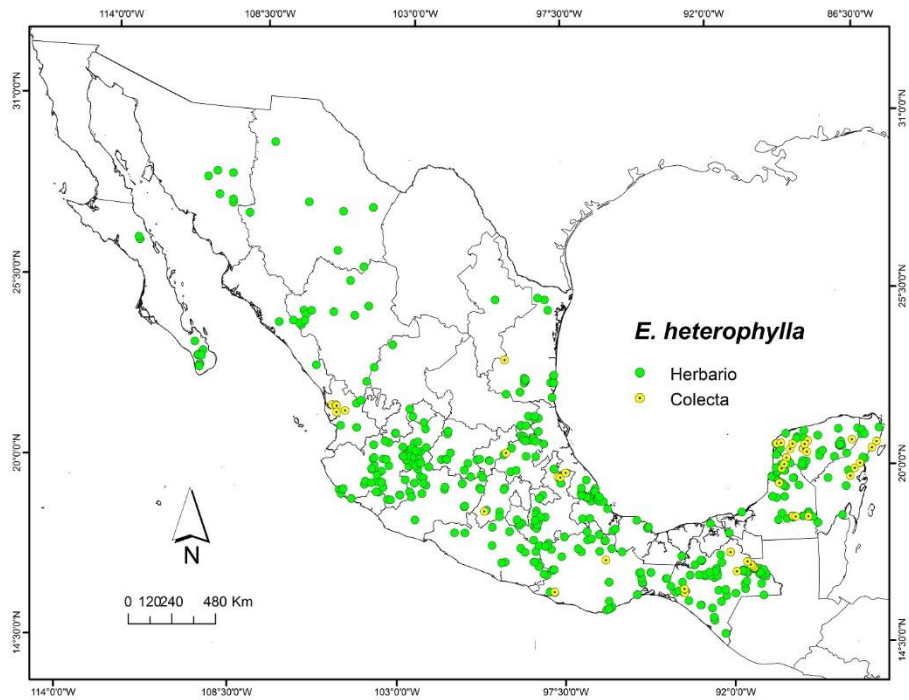 114°0'0"W 108°30'0"W 103°0'0"W 97°30'0"W 92°0'0"W 86°30'0"W
31°0'0"N
31°0'0"N
25°30'0"N
25°30'0"N
E. heterophylla
Herbario
Colecta
20°0'0"N
20°0'0"N
N
0 120240 480 Km
14°30'0"N
14°30'0"N
114°0'0"W 108°30'0"W 103°0'0"W 97°30'0"W 92°0'0"W 86°30'0"W